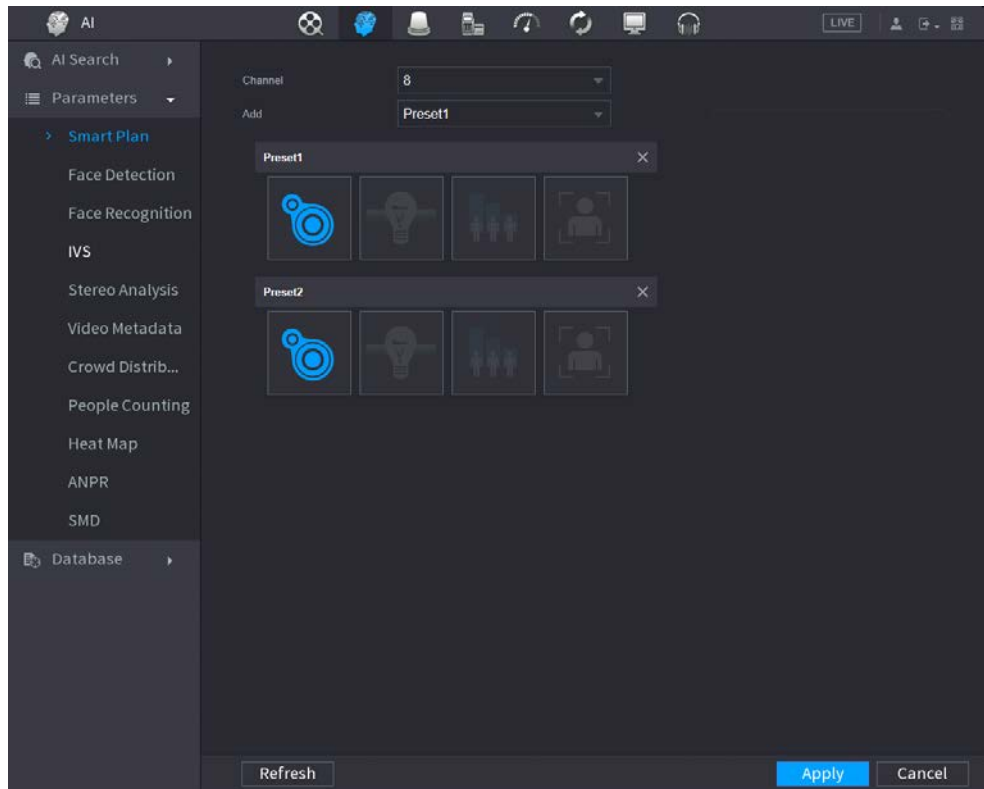 AI
LIVE
AI Search
Parameters
Smart Plan
Face Detection
Face Recognition
IVS
Stereo Analysis
Video Metadata
Crowd Distrib...
People Counting
Heat Map
ANPR
SMD
Database
Channel 8
Add Preset1
Preset1
Preset2
Refresh Apply Cancel